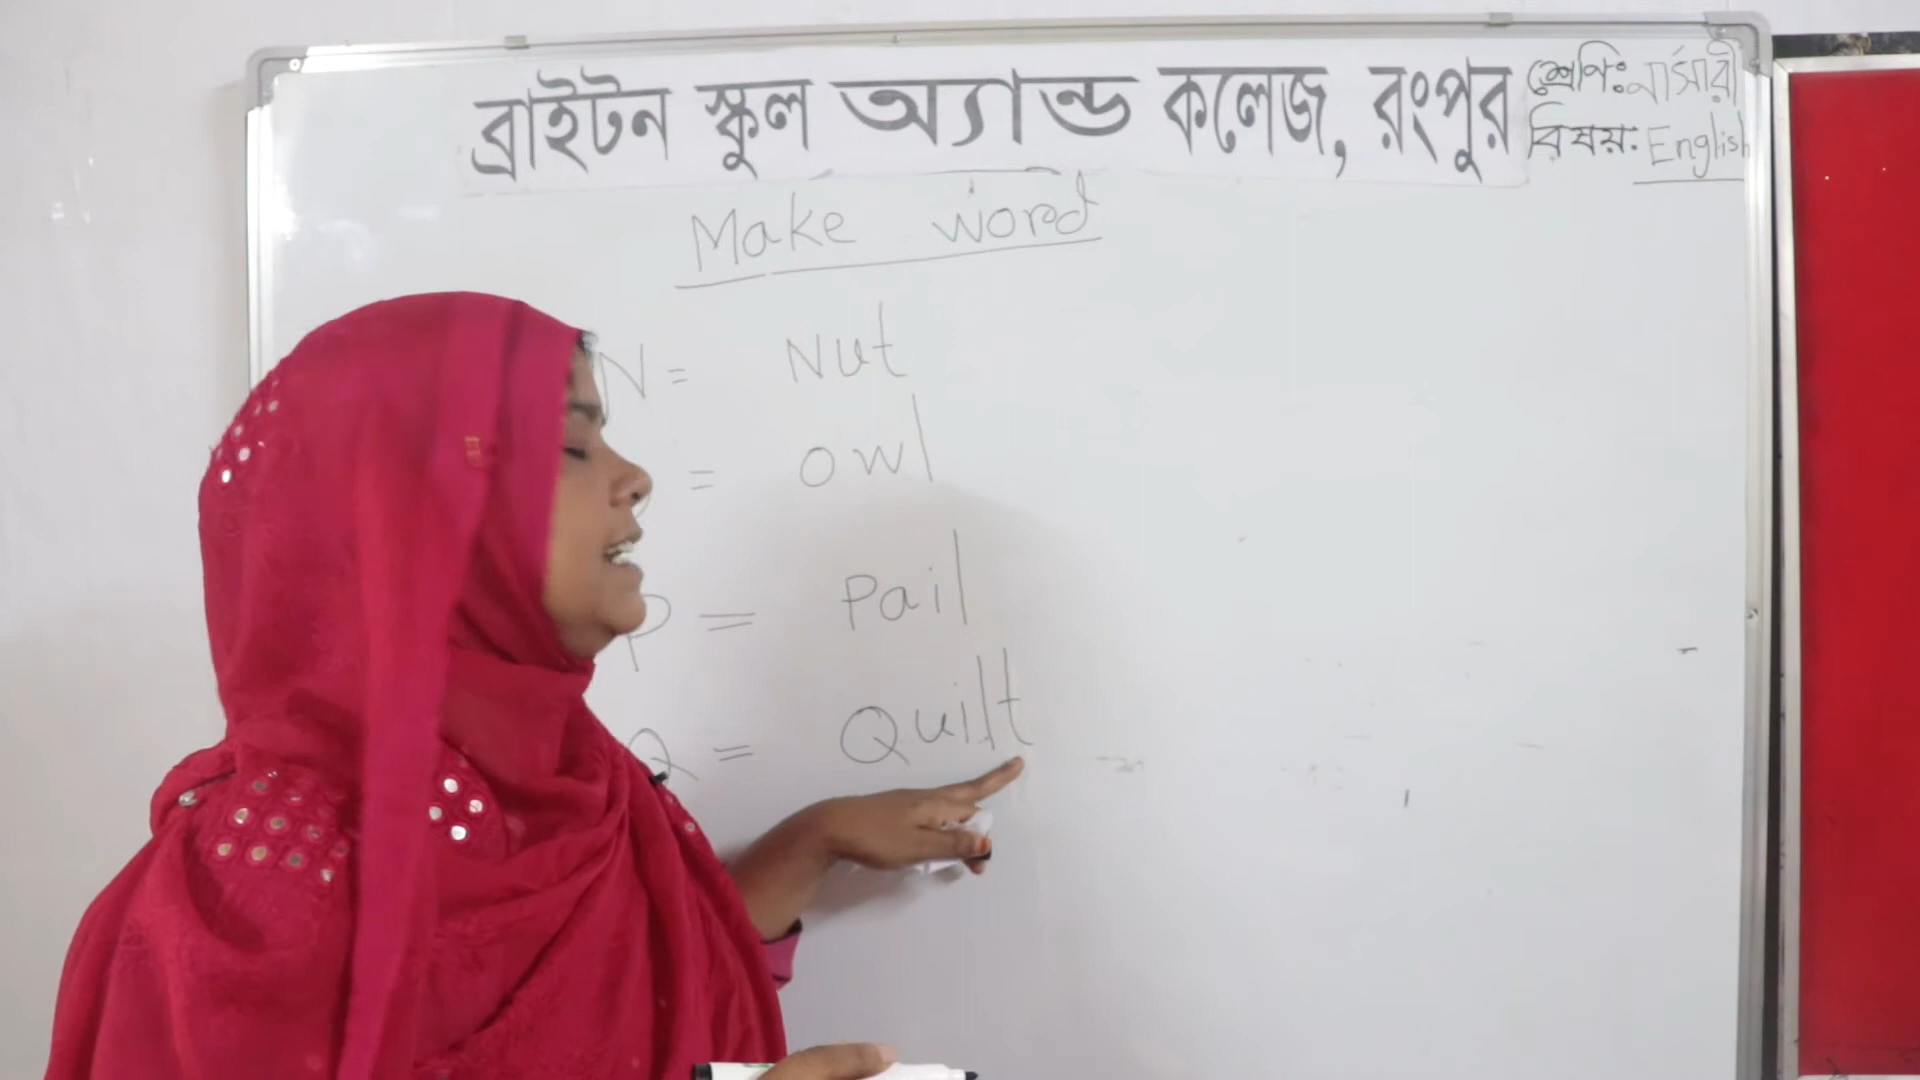 ব্রাইটন স্কুল অ্যান্ড কলেজ, রংপুর
শ্রেণি: নার্সারী
বিষয়: English
Make word
N = Nut
= owl
P = Pail
Q = Quilt